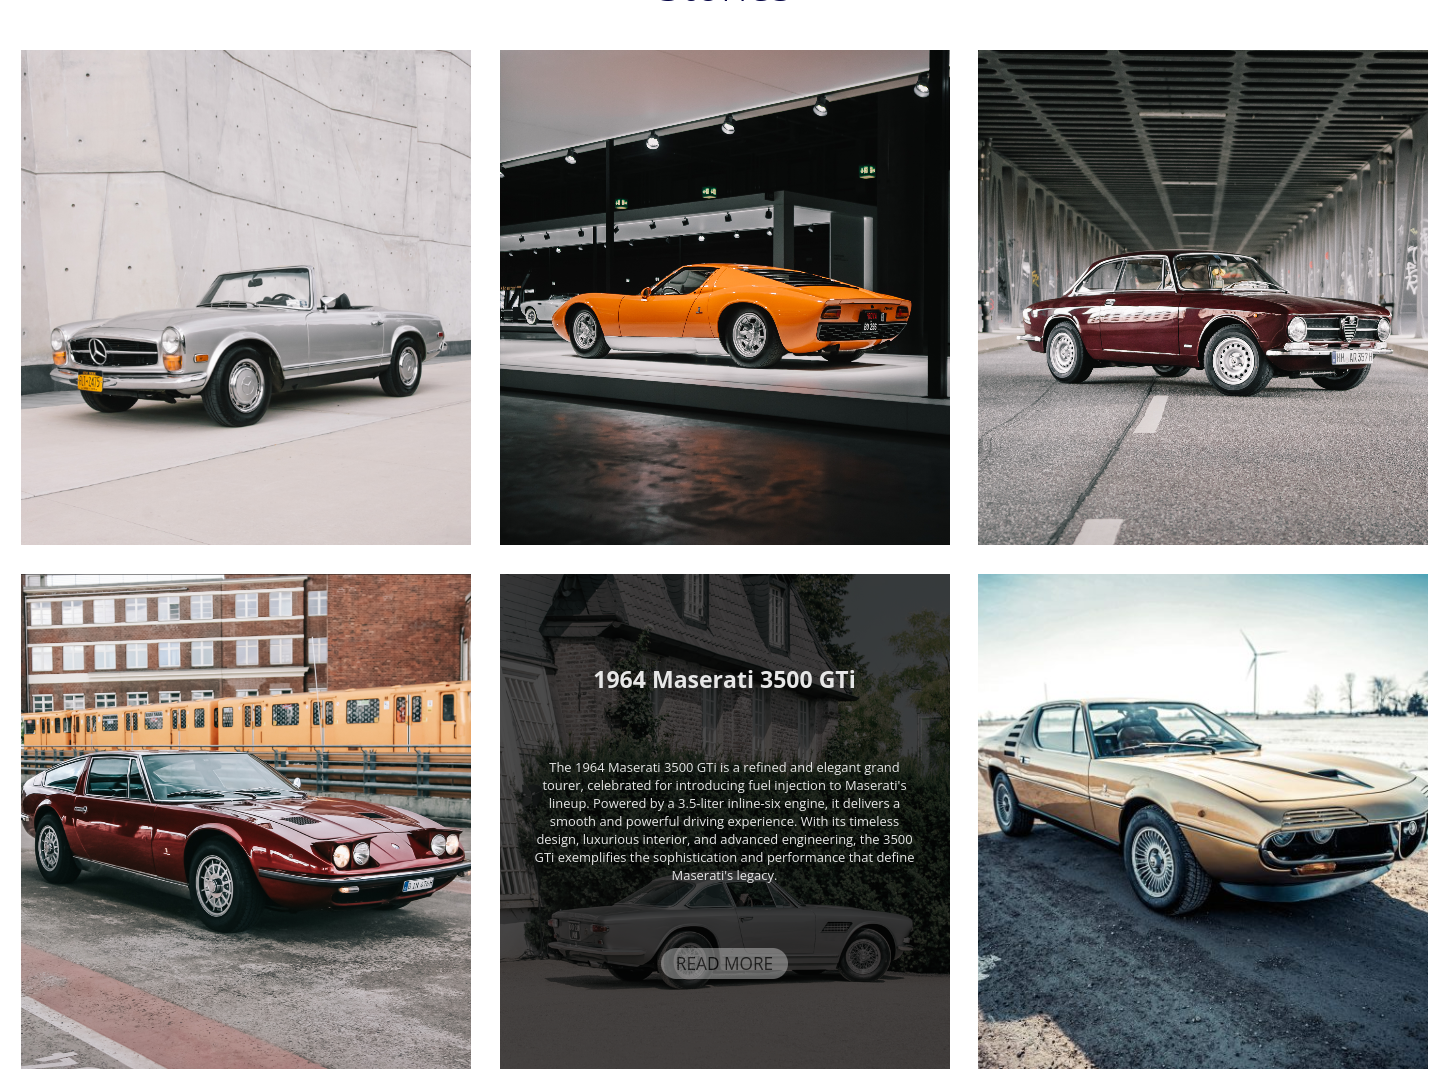 1964 Maserati 3500 GTi
The 1964 Maserati 3500 GTi is a refined and elegant grand
tourer, celebrated for introducing fuel injection to Maserati's
lineup. Powered by a 3.5-liter inline-six engine, it delivers a
smooth and powerful driving experience. With its timeless
design, luxurious interior, and advanced engineering, the 3500
GTi exemplifies the sophistication and performance that define
Maserati's legacy.
READ MORE